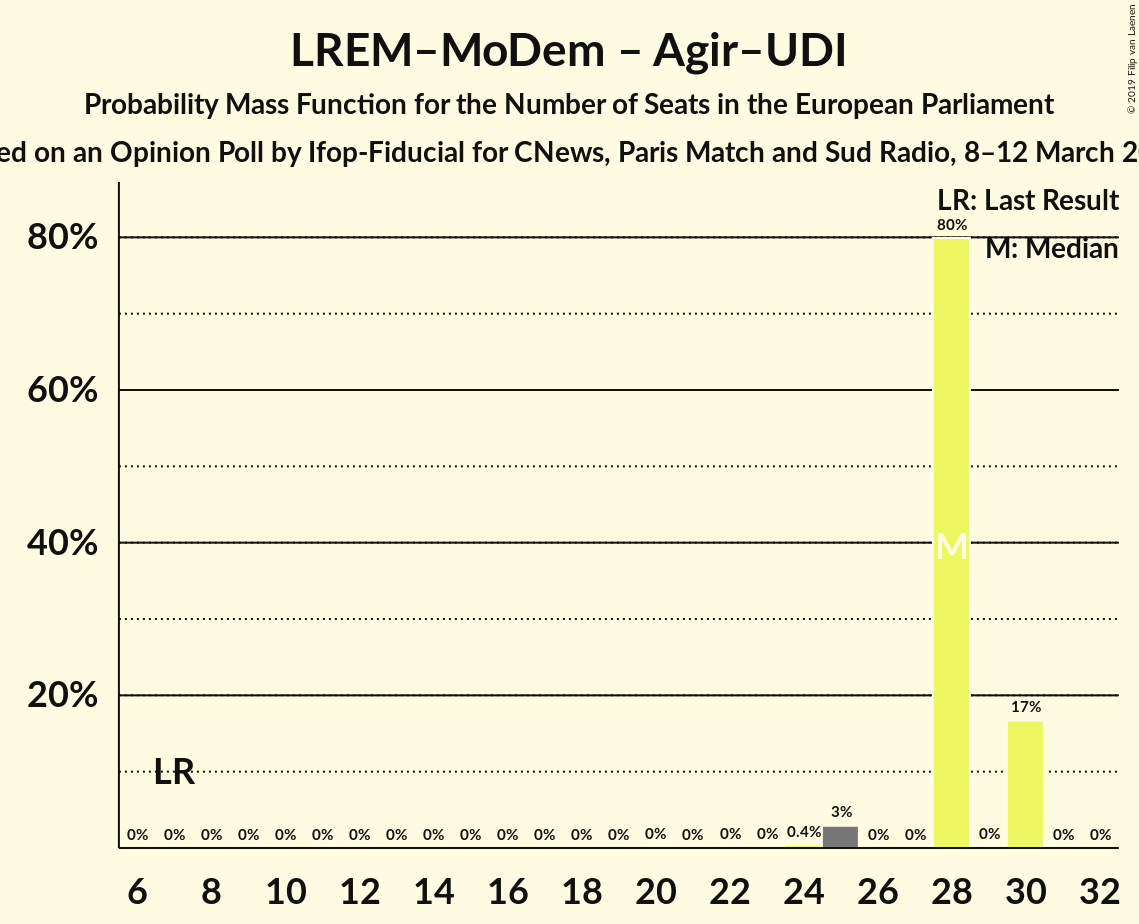 LREM–MoDem – Agir–UDI
Probability Mass Function for the Number of Seats in the European Parliament
on an Opinion Poll by Ifop-Fiducial for CNews, Paris Match and Sud Radio, 8–12 March
© 2019 Filip van Laenen
LR: Last Result
M: Median
80%
60%
40%
20%
80%
M
17%
LR
3%
0% 0% 0% 0% 0% 0% 0% 0% 0% 0% 0% 0% 0% 0% 0% 0% 0% 0% 0.4% 0% 0% 0% 0% 0%
6 8 10 12 14 16 18 20 22 24 26 28 30 32